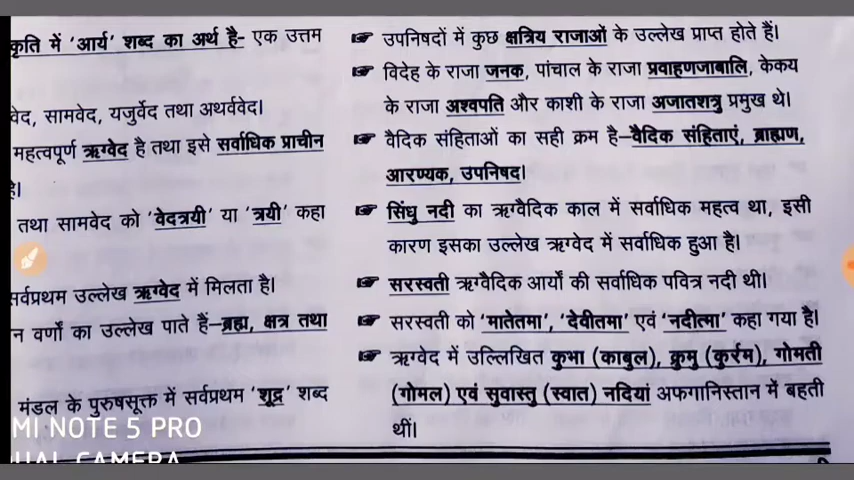 कृति में 'आर्य' शब्द का अर्थ है- एक उत्तम
वेद, सामवेद, यजुर्वेद तथा अथर्ववेद।
महत्वपूर्ण ऋग्वेद है तथा इसे सर्वाधिक प्राचीन
है।
तथा सामवेद को 'वेदत्रयी' या 'त्रयी' कहा
सर्वप्रथम उल्लेख ऋग्वेद में मिलता है।
न वर्णों का उल्लेख पाते हैं–ब्रह्म, क्षत्र तथा
मंडल के पुरुषसूक्त में सर्वप्रथम 'शूद्र' शब्द
उपनिषदों में कुछ क्षत्रिय राजाओं के उल्लेख प्राप्त होते हैं।
विदेह के राजा जनक, पांचाल के राजा प्रवाहणजाबालि, केकय
के राजा अश्वपति और काशी के राजा अजातशत्रु प्रमुख थे।
वैदिक संहिताओं का सही क्रम है–वैदिक संहिताएं, ब्राह्मण,
आरण्यक, उपनिषद।
सिंधु नदी का ऋग्वैदिक काल में सर्वाधिक महत्व था, इसी
कारण इसका उल्लेख ऋग्वेद में सर्वाधिक हुआ है।
सरस्वती ऋग्वैदिक आर्यों की सर्वाधिक पवित्र नदी थी।
सरस्वती को 'मातेतमा', 'देवीतमा' एवं 'नदीत्मा' कहा गया है।
ऋग्वेद में उल्लिखित कुभा (काबुल), क्रुमु (कुर्रम), गोमती
(गोमल) एवं सुवास्तु (स्वात) नदियां अफगानिस्तान में बहती
थीं।
MI NOTE 5 PRO
DUAL CAMERA